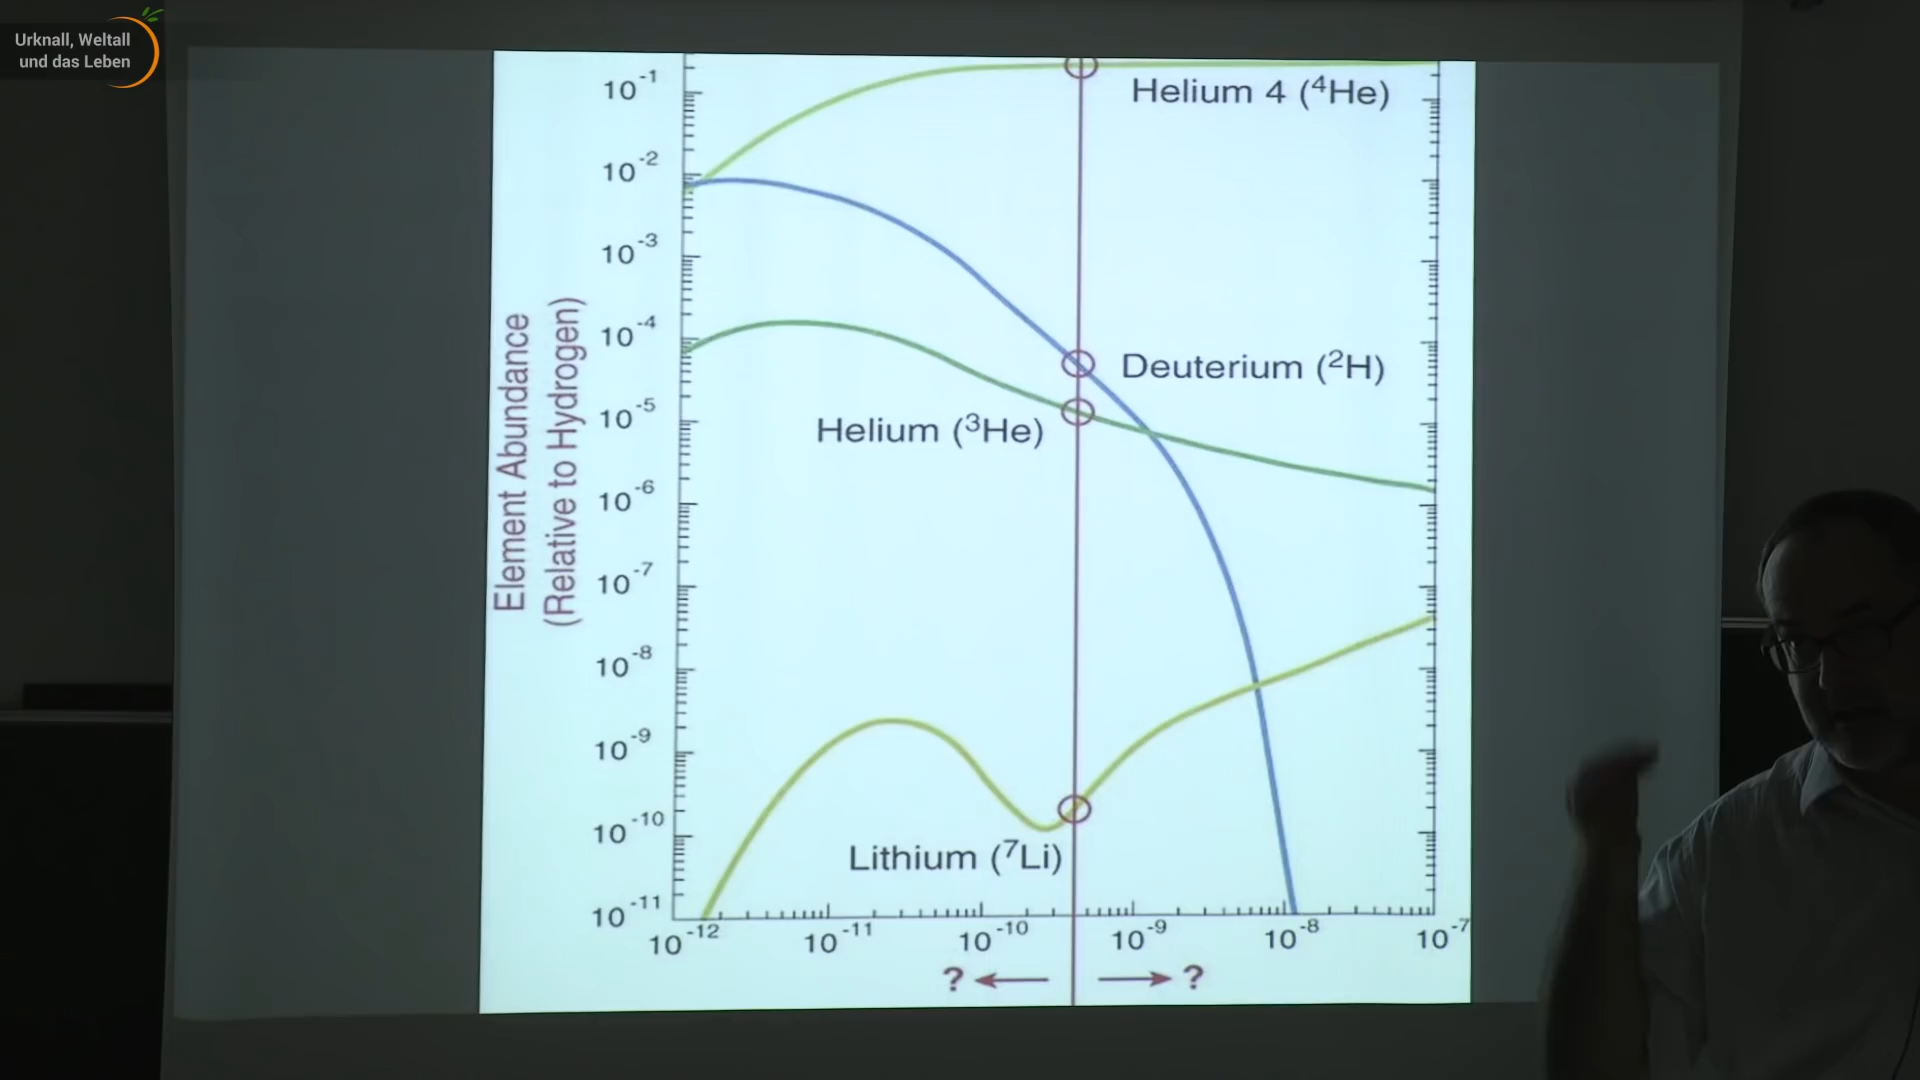 Urknall, Weltall
und das Leben
Element Abundance
(Relative to Hydrogen)
10⁻¹
10⁻²
10⁻³
10⁻⁴
10⁻⁵
10⁻⁶
10⁻⁷
10⁻⁸
10⁻⁹
10⁻¹⁰
10⁻¹¹
Helium 4 (⁴He)
Deuterium (²H)
Helium (³He)
Lithium (⁷Li)
10⁻¹² 10⁻¹¹ 10⁻¹⁰ 10⁻⁹ 10⁻⁸ 10⁻⁷
? ← → ?